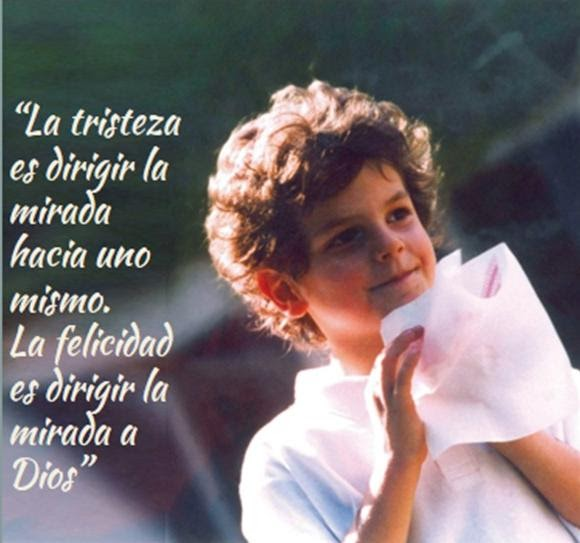 “La tristeza
es dirigir la
mirada
hacia uno
mismo.
La felicidad
es dirigir la
mirada a
Dios”